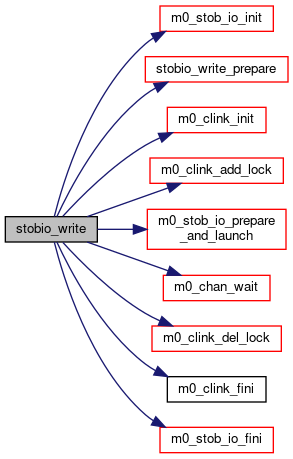 m0_stob_io_init
stobio_write_prepare
m0_clink_init
m0_clink_add_lock
stobio_write
m0_stob_io_prepare
_and_launch
m0_chan_wait
m0_clink_del_lock
m0_clink_fini
m0_stob_io_fini